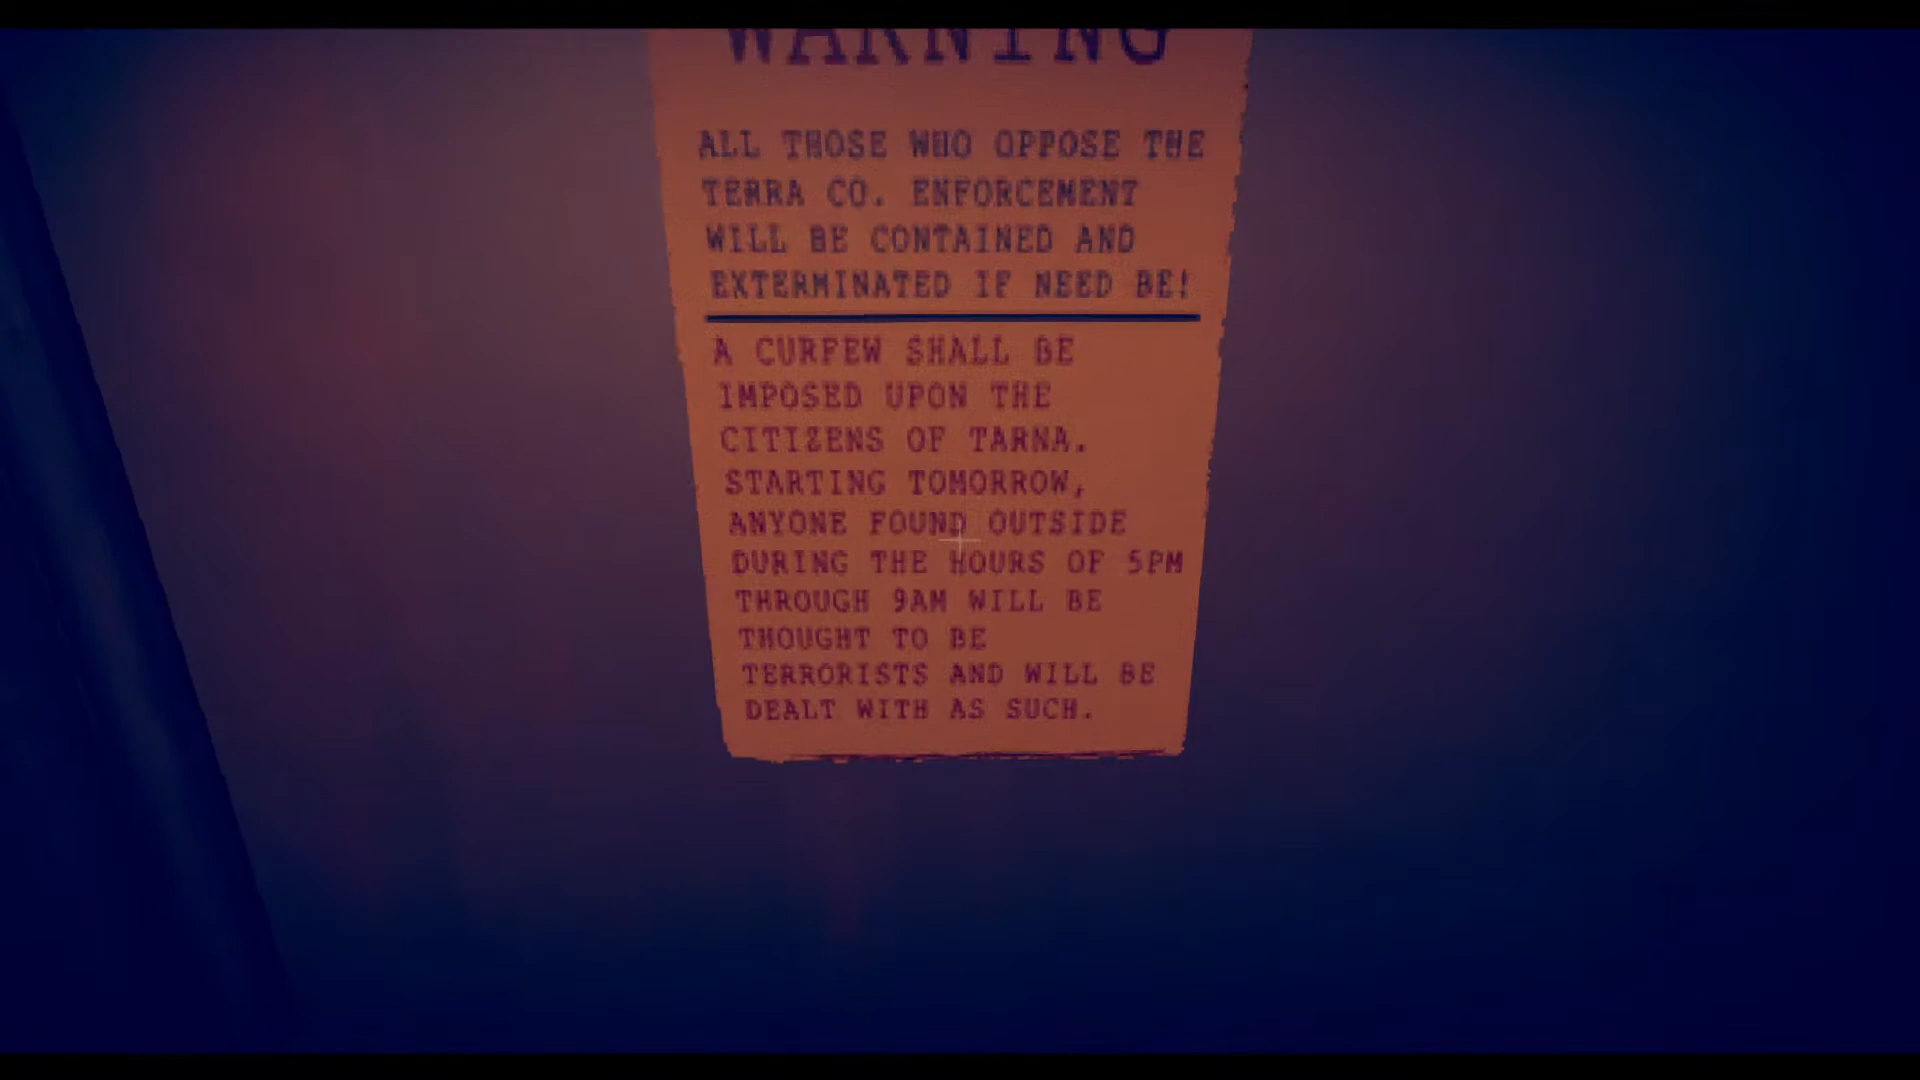 WARNING
ALL THOSE WHO OPPOSE THE
TERRA CO. ENFORCEMENT
WILL BE CONTAINED AND
EXTERMINATED IF NEED BE!
A CURFEW SHALL BE
IMPOSED UPON THE
CITIZENS OF TARNA.
STARTING TOMORROW,
ANYONE FOUND OUTSIDE
DURING THE HOURS OF 5PM
THROUGH 9AM WILL BE
THOUGHT TO BE
TERRORISTS AND WILL BE
DEALT WITH AS SUCH.